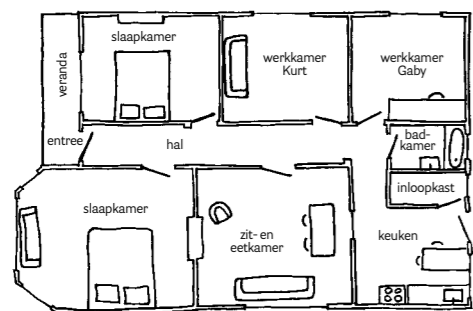 slaapkamer
werkkamer
Kurt
werkkamer
Gaby
veranda
entree
hal
bad-
kamer
inloopkast
slaapkamer
zit- en
eetkamer
keuken